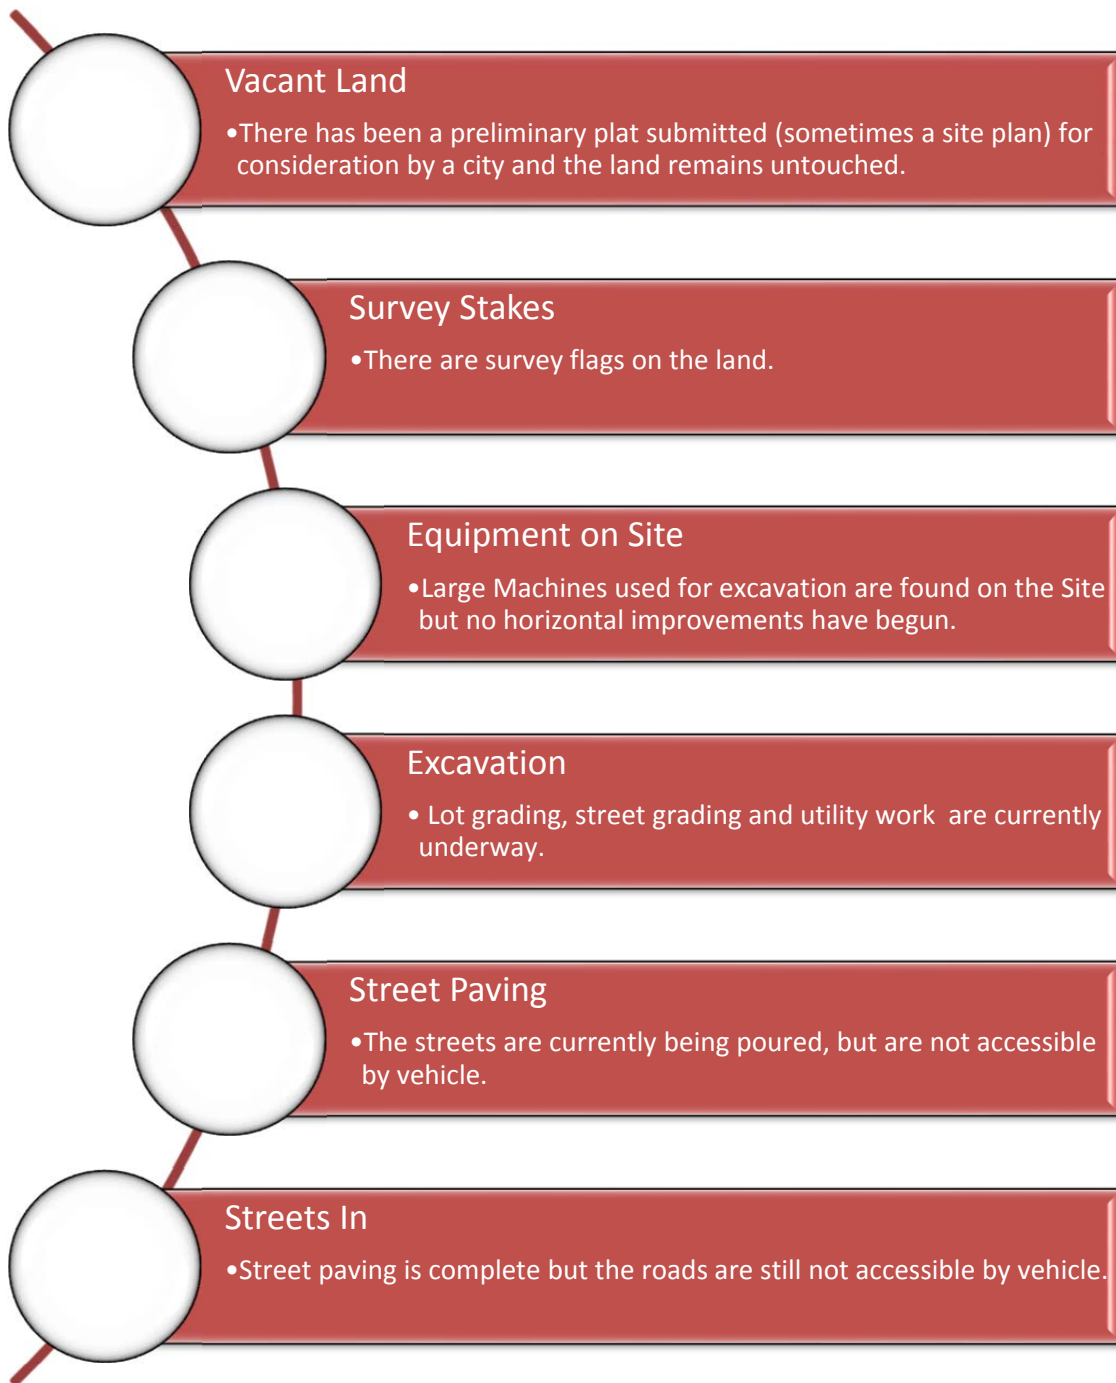 Vacant Land
•There has been a preliminary plat submitted (sometimes a site plan) for
consideration by a city and the land remains untouched.
Survey Stakes
•There are survey flags on the land.
Equipment on Site
•Large Machines used for excavation are found on the Site
but no horizontal improvements have begun.
Excavation
• Lot grading, street grading and utility work  are currently
underway.
Street Paving
•The streets are currently being poured, but are not accessible
by vehicle.
Streets In
•Street paving is complete but the roads are still not accessible by vehicle.